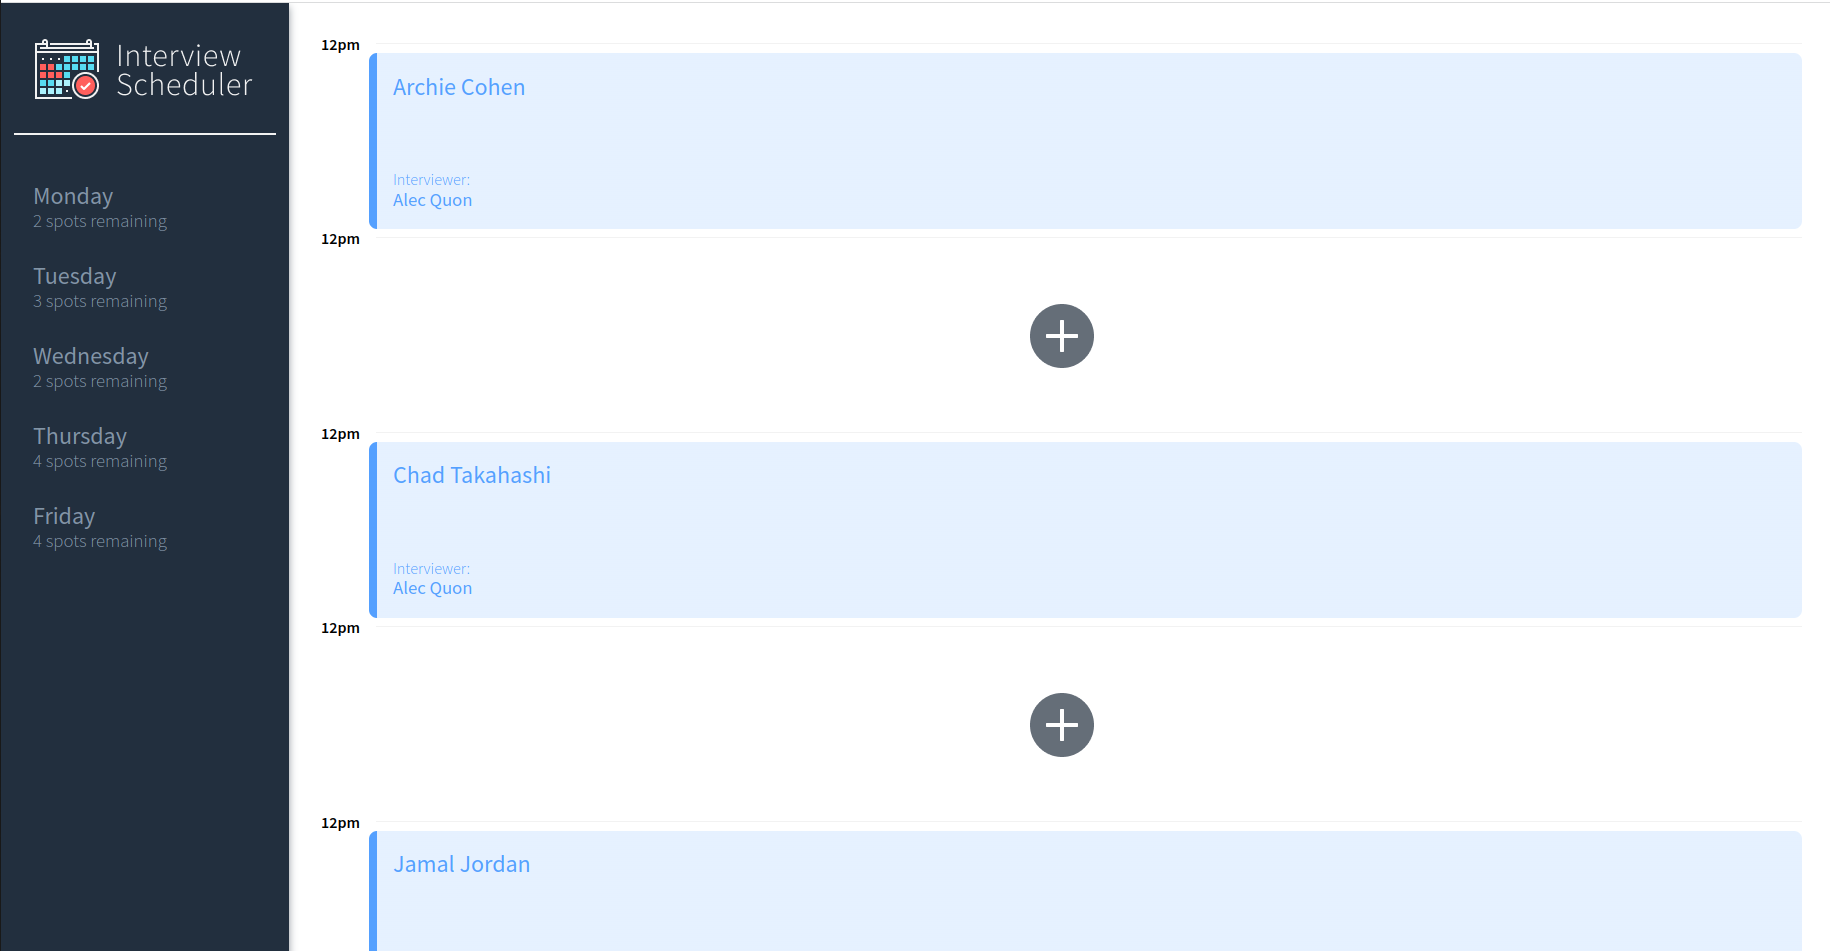 Interview
Scheduler
Monday
2 spots remaining
Tuesday
3 spots remaining
Wednesday
2 spots remaining
Thursday
4 spots remaining
Friday
4 spots remaining
12pm
Archie Cohen
Interviewer:
Alec Quon
12pm
12pm
Chad Takahashi
Interviewer:
Alec Quon
12pm
12pm
Jamal Jordan